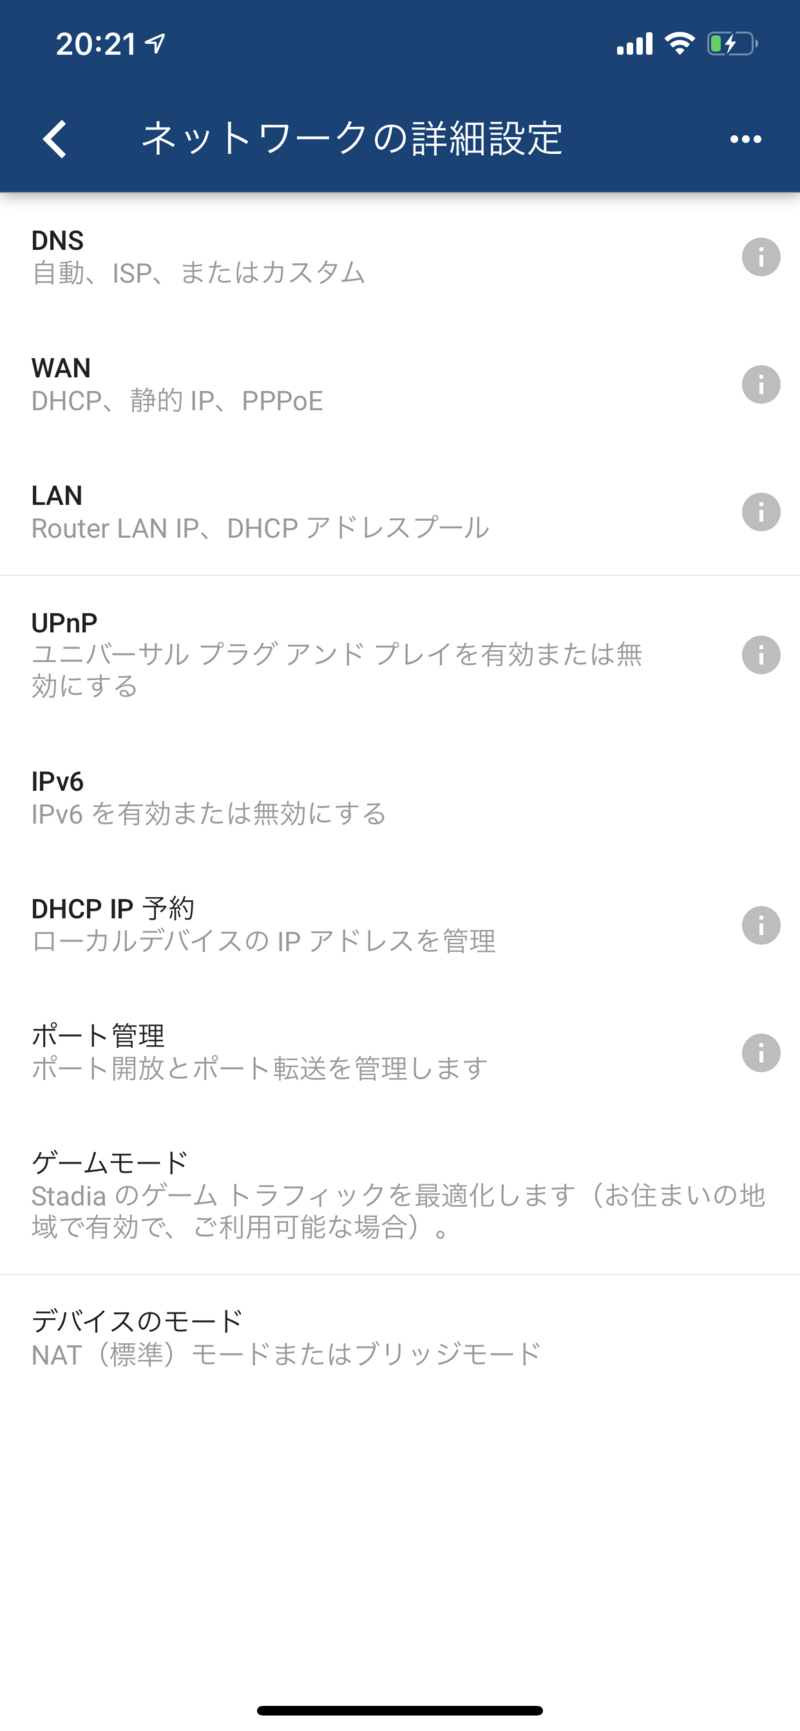 20:21
ネットワークの詳細設定
DNS
自動、ISP、またはカスタム
WAN
DHCP、静的 IP、PPPoE
LAN
Router LAN IP、DHCP アドレスプール
UPnP
ユニバーサル プラグ アンド プレイを有効または無
効にする
IPv6
IPv6 を有効または無効にする
DHCP IP 予約
ローカルデバイスの IP アドレスを管理
ポート管理
ポート開放とポート転送を管理します
ゲームモード
Stadia のゲーム トラフィックを最適化します（お住まいの地
域で有効で、ご利用可能な場合）。
デバイスのモード
NAT（標準）モードまたはブリッジモード